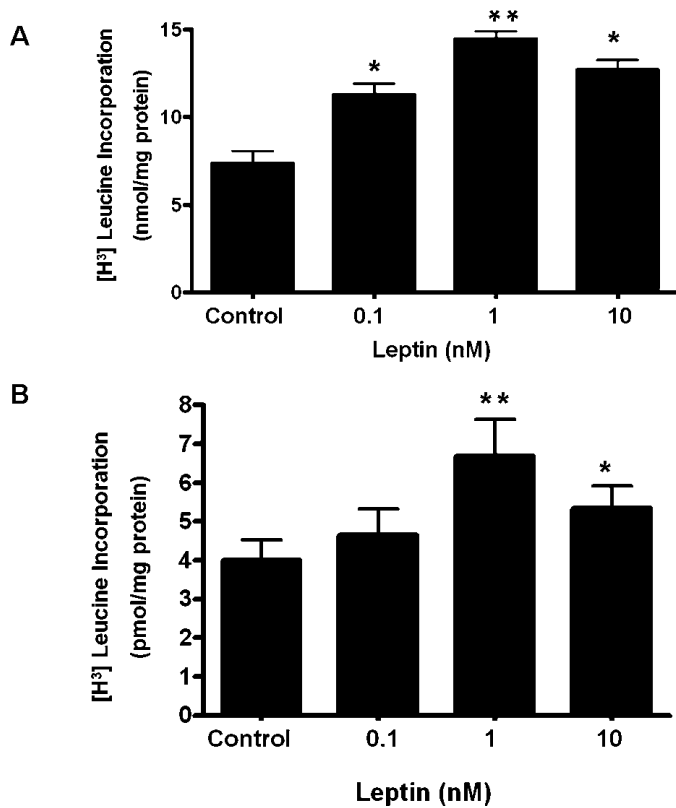 A
[H³] Leucine Incorporation
(nmol/mg protein)
15
10
5
0
*
**
*
Control 0.1 1 10
Leptin (nM)
B
[H³] Leucine Incorporation
(pmol/mg protein)
8
7
6
5
4
3
2
1
0
**
*
Control 0.1 1 10
Leptin (nM)